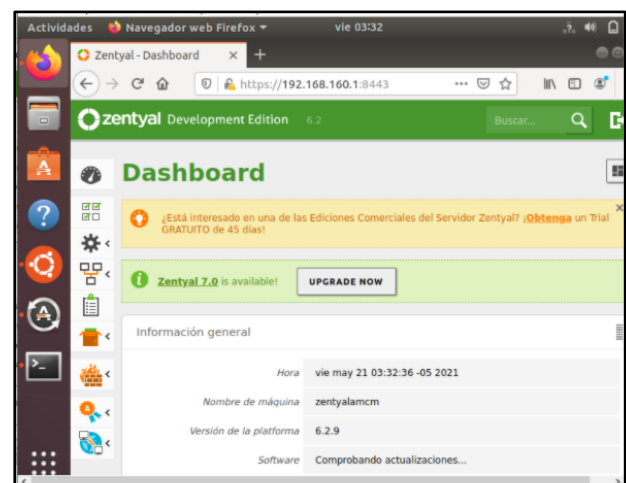 Actividades Navegador web Firefox vie 03:32
Zentyal - Dashboard
https://192.168.160.1:8443
zentyal Development Edition 6.2 Buscar...
Dashboard
¿Está interesado en una de las Ediciones Comerciales del Servidor Zentyal? ¡Obtenga un Trial
GRATUITO de 45 días!
Zentyal 7.0 is available! UPGRADE NOW
Información general
Hora vie may 21 03:32:36 -05 2021
Nombre de máquina zentyalamcm
Versión de la platforma 6.2.9
Software Comprobando actualizaciones...